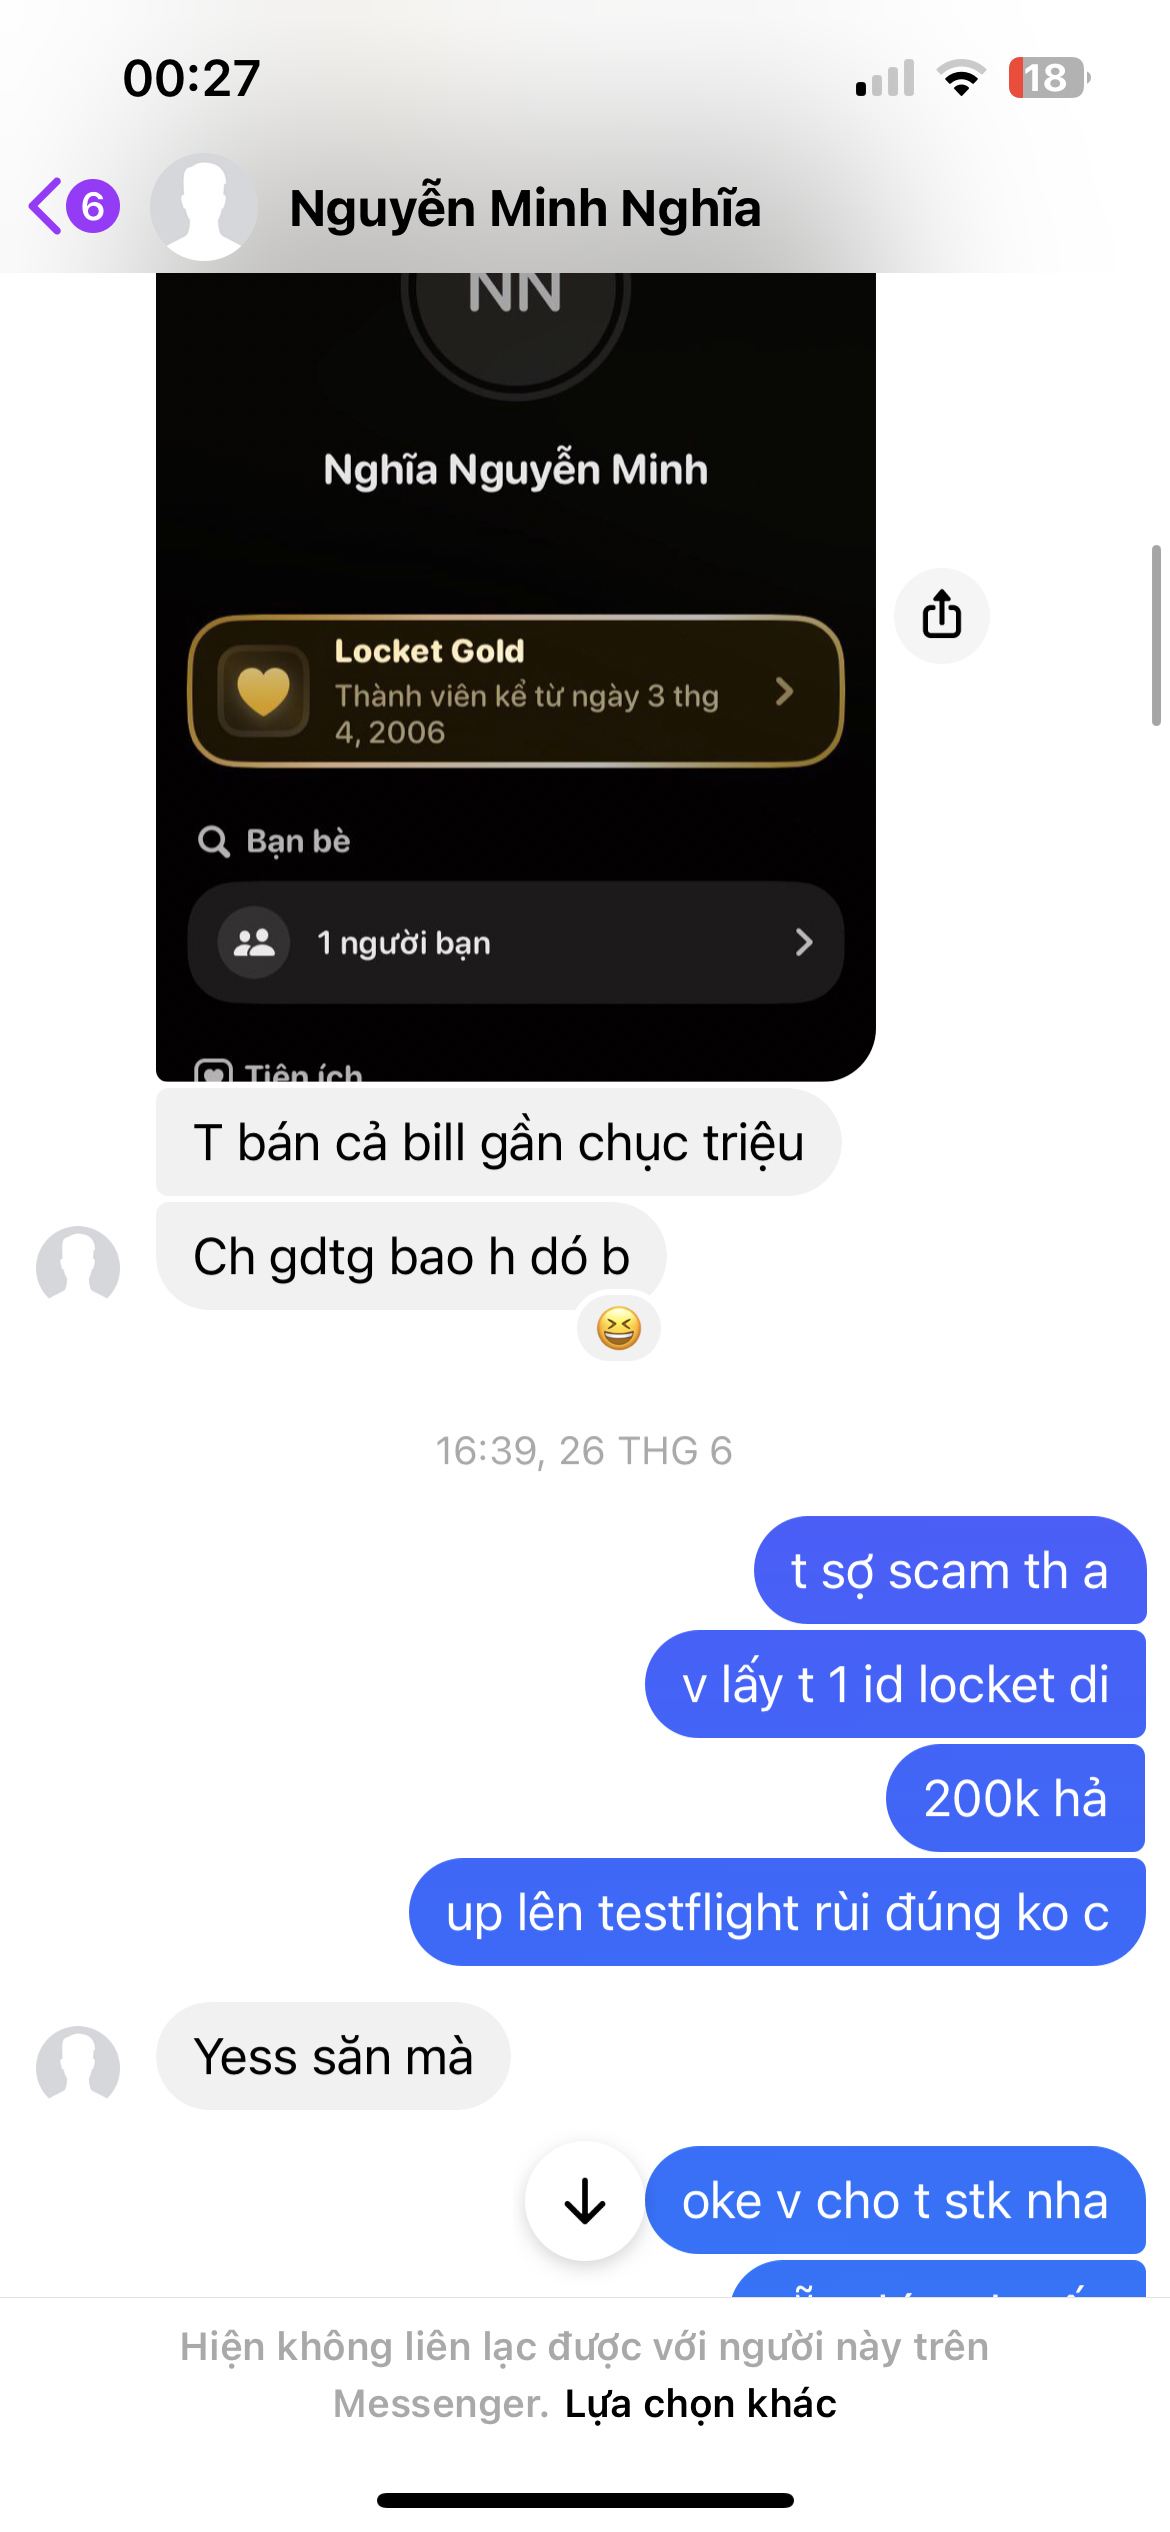 00:27
18
6
Nguyễn Minh Nghĩa
NN
Nghĩa Nguyễn Minh
Locket Gold
Thành viên kể từ ngày 3 thg
4, 2006
Bạn bè
1 người bạn
Tiện ích
T bán cả bill gần chục triệu
Ch gdtg bao h dó b
16:39, 26 THG 6
t sợ scam th a
v lấy t 1 id locket di
200k hả
up lên testflight rùi đúng ko c
Yess săn mà
oke v cho t stk nha
Hiện không liên lạc được với người này trên
Messenger. Lựa chọn khác